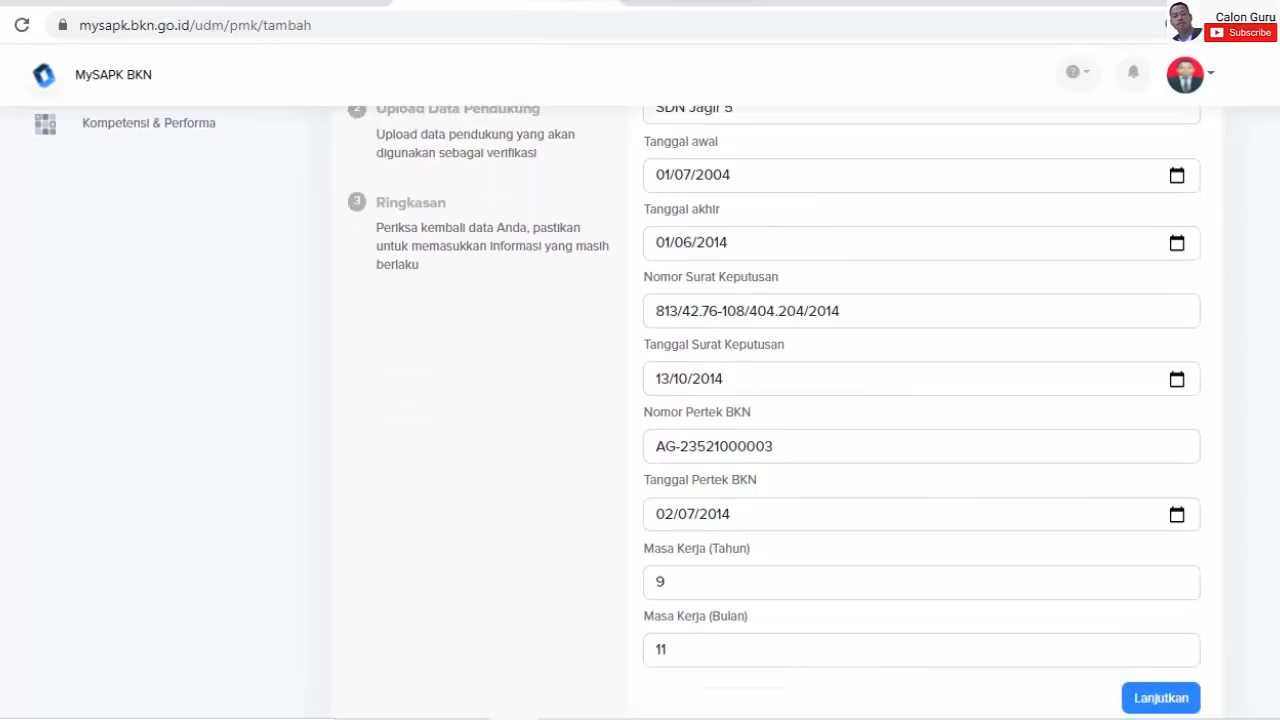 mysapk.bkn.go.id/udm/pmk/tambah
Calon Guru
Subscribe
MySAPK BKN
Kompetensi & Performa
2 Upload Data Pendukung
Upload data pendukung yang akan
digunakan sebagai verifikasi
3 Ringkasan
Periksa kembali data Anda, pastikan
untuk memasukkan informasi yang masih
berlaku
SDN Jagir 5
Tanggal awal
01/07/2004
Tanggal akhir
01/06/2014
Nomor Surat Keputusan
813/42.76-108/404.204/2014
Tanggal Surat Keputusan
13/10/2014
Nomor Pertek BKN
AG-23521000003
Tanggal Pertek BKN
02/07/2014
Masa Kerja (Tahun)
9
Masa Kerja (Bulan)
11
Lanjutkan